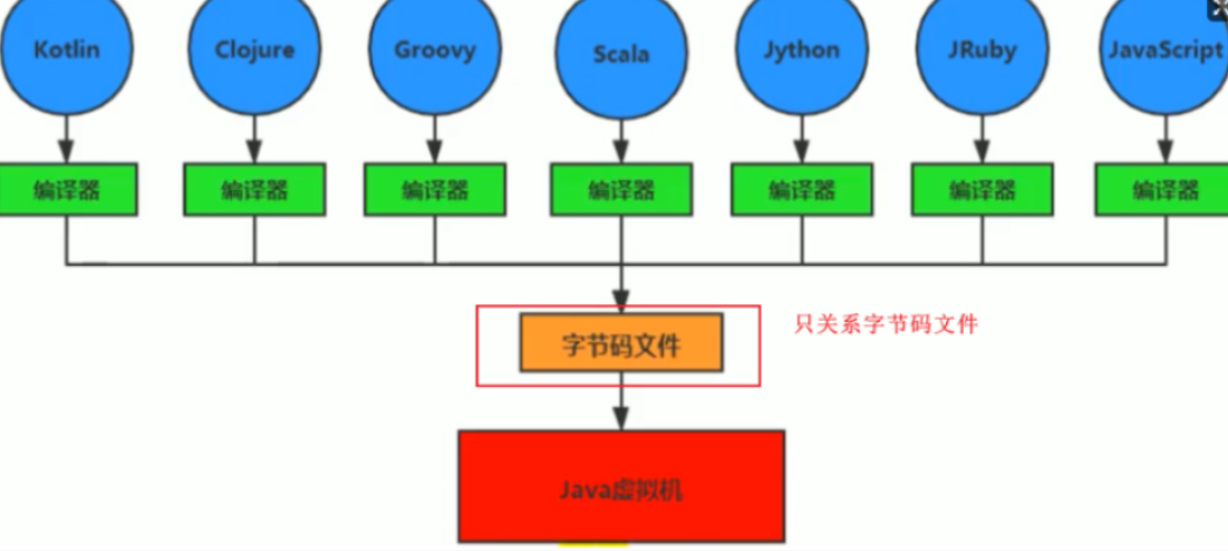 Kotlin
Clojure
Groovy
Scala
Jython
JRuby
JavaScript
编译器
编译器
编译器
编译器
编译器
编译器
编译器
字节码文件
只关系字节码文件
Java虚拟机